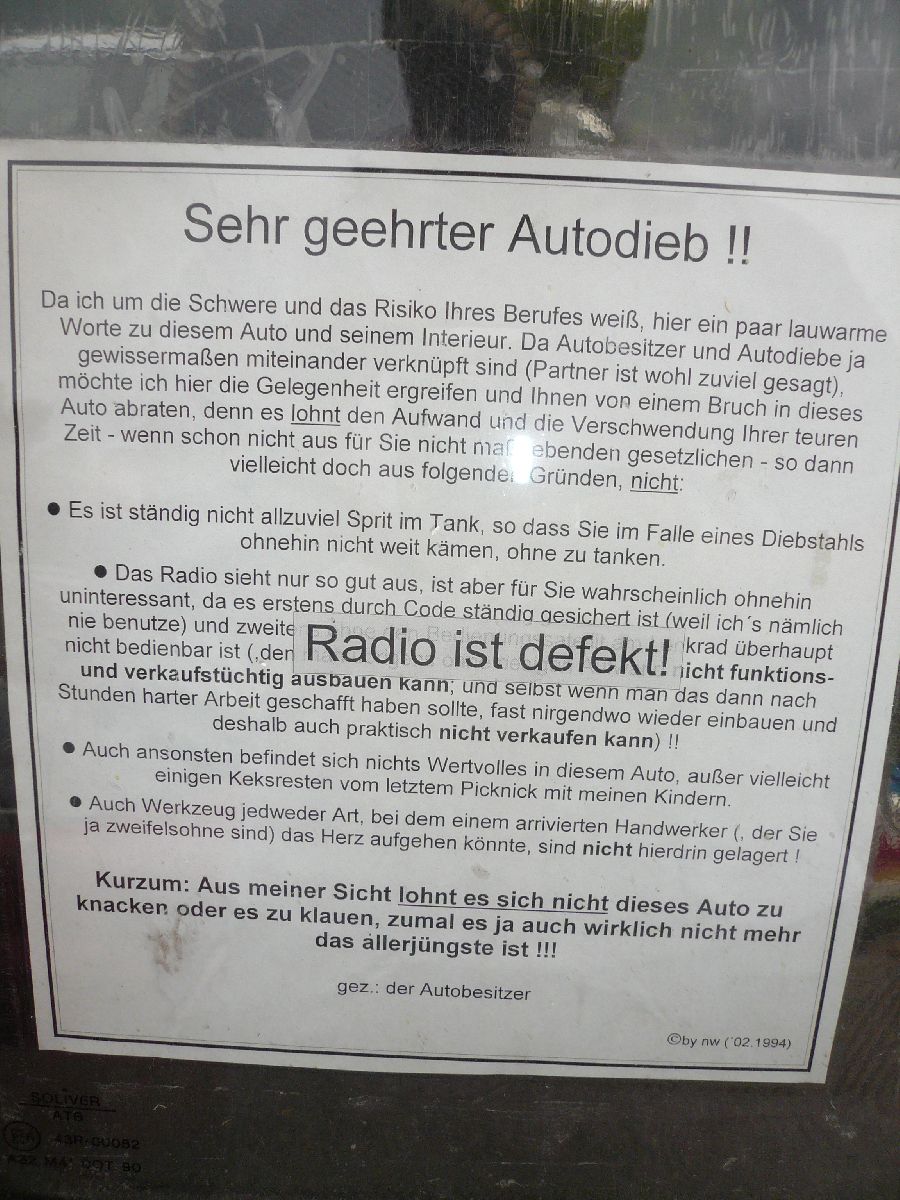 Sehr geehrter Autodieb !!
Da ich um die Schwere und das Risiko Ihres Berufes weiß, hier ein paar lauwarme
Worte zu diesem Auto und seinem Interieur. Da Autobesitzer und Autodiebe ja
gewissermaßen miteinander verknüpft sind (Partner ist wohl zuviel gesagt),
möchte ich hier die Gelegenheit ergreifen und Ihnen von einem Bruch in dieses
Auto abraten, denn es lohnt den Aufwand und die Verschwendung Ihrer teuren
Zeit - wenn schon nicht aus für Sie nicht maßgebenden gesetzlichen - so dann
vielleicht doch aus folgenden Gründen, nicht:
● Es ist ständig nicht allzuviel Sprit im Tank, so dass Sie im Falle eines Diebstahls
ohnehin nicht weit kämen, ohne zu tanken.
● Das Radio sieht nur so gut aus, ist aber für Sie wahrscheinlich ohnehin
uninteressant, da es erstens durch Code ständig gesichert ist (weil ich´s nämlich
nie benutze) und zweite krad überhaupt
Radio ist defekt!
nicht bedienbar ist (,den nicht funktions-
und verkaufstüchtig ausbauen kann; und selbst wenn man das dann nach
Stunden harter Arbeit geschafft haben sollte, fast nirgendwo wieder einbauen und
deshalb auch praktisch nicht verkaufen kann) !!
● Auch ansonsten befindet sich nichts Wertvolles in diesem Auto, außer vielleicht
einigen Keksresten vom letztem Picknick mit meinen Kindern.
● Auch Werkzeug jedweder Art, bei dem einem arrivierten Handwerker (, der Sie
ja zweifelsohne sind) das Herz aufgehen könnte, sind nicht hierdrin gelagert !
Kurzum: Aus meiner Sicht lohnt es sich nicht dieses Auto zu
knacken oder es zu klauen, zumal es ja auch wirklich nicht mehr
das allerjüngste ist !!!
gez.: der Autobesitzer
©by nw (´02.1994)
SOLIVER
43R-00082
DOT 90